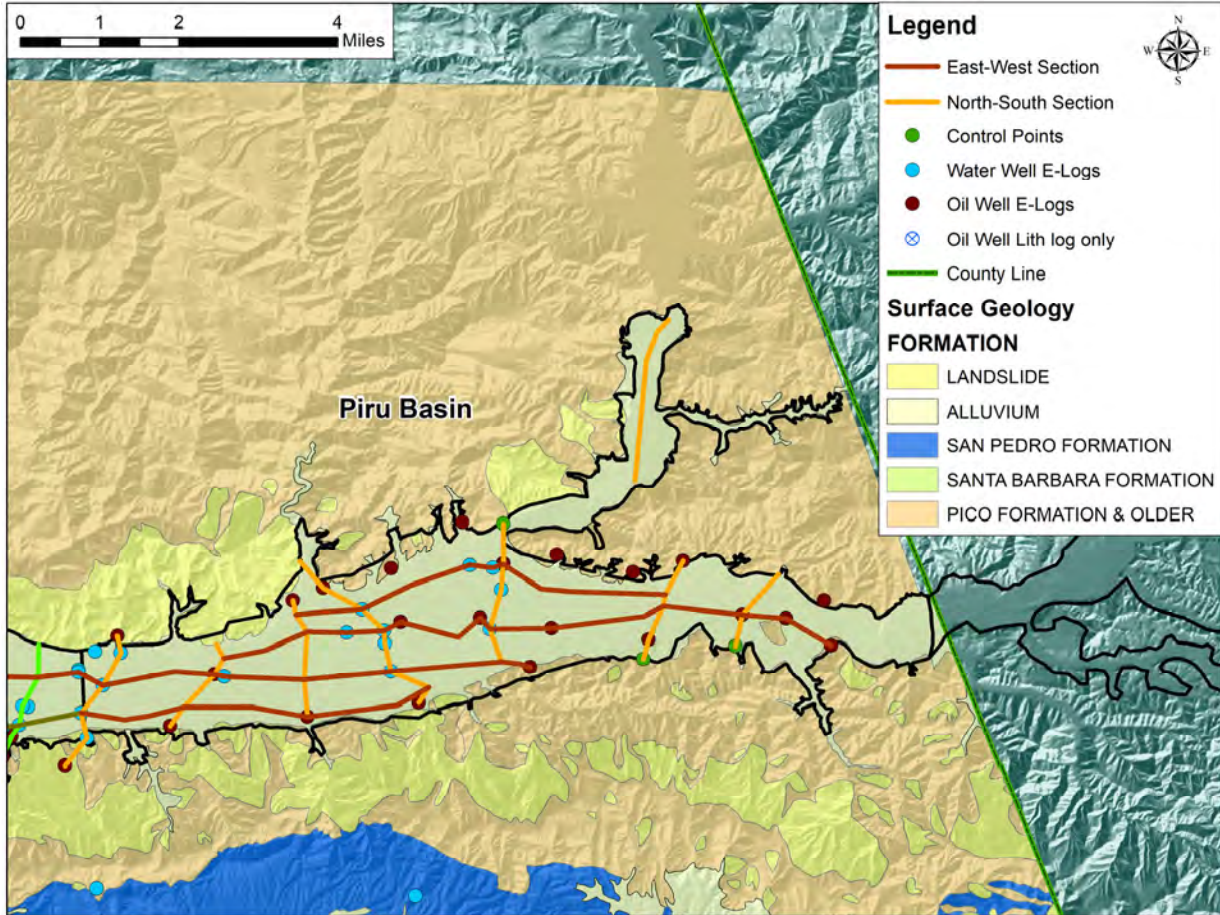 0 1 2 4
Miles
Piru Basin
Legend
N
W E
S
East-West Section
North-South Section
Control Points
Water Well E-Logs
Oil Well E-Logs
Oil Well Lith log only
County Line
Surface Geology
FORMATION
LANDSLIDE
ALLUVIUM
SAN PEDRO FORMATION
SANTA BARBARA FORMATION
PICO FORMATION & OLDER